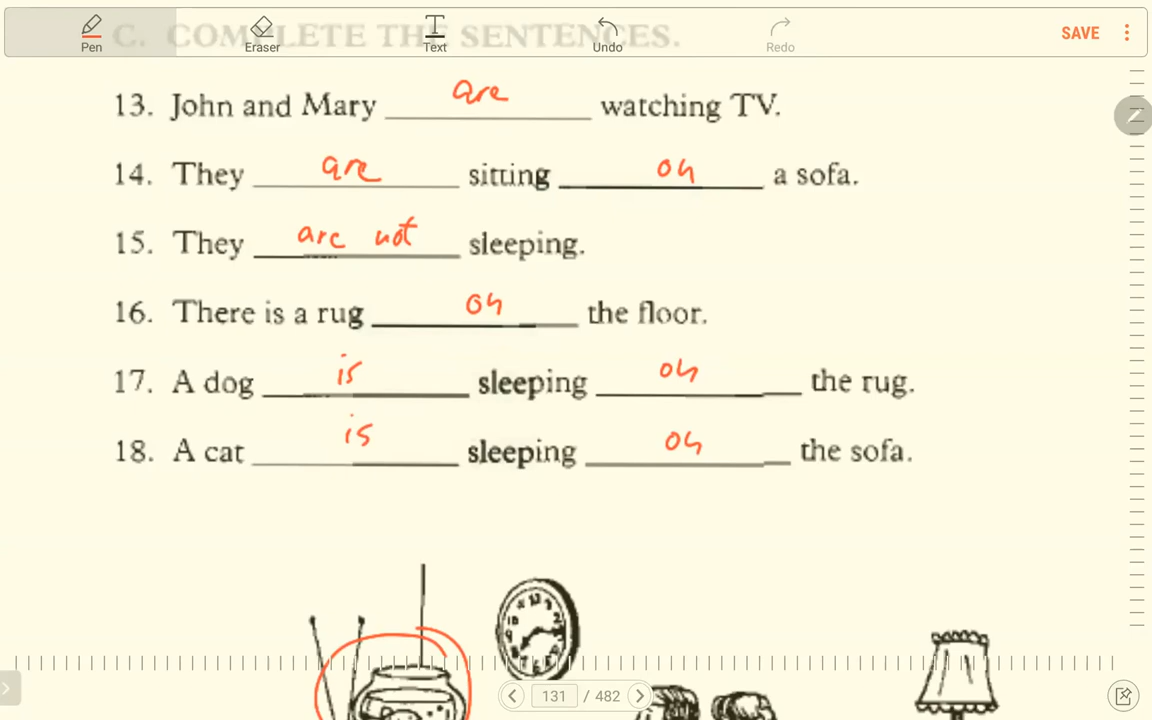 C. COMPLETE THE SENTENCES.
Pen Eraser Text Undo Redo SAVE
13. John and Mary are watching TV.
14. They are sitting on a sofa.
15. They are not sleeping.
16. There is a rug on the floor.
17. A dog is sleeping on the rug.
18. A cat is sleeping on the sofa.
131 / 482